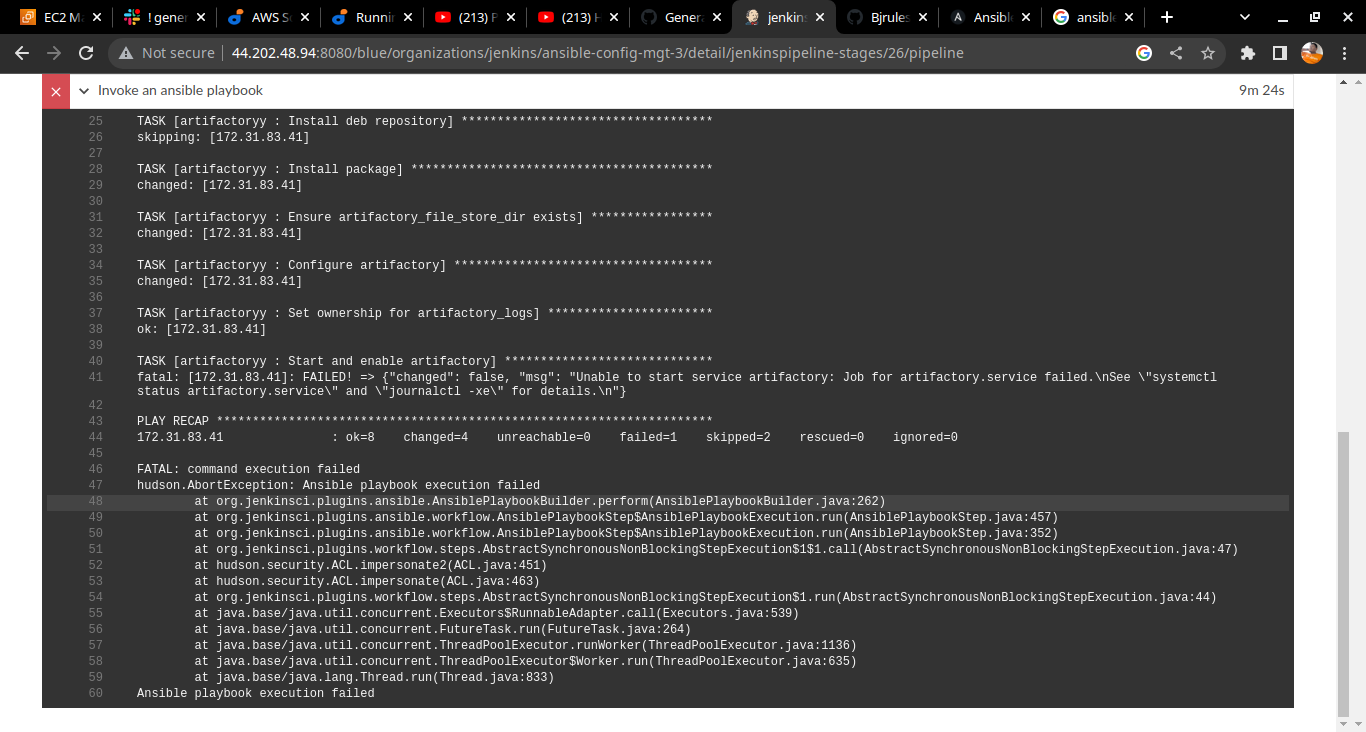 EC2 M
! gener
AWS S
Runnin
(213) P
(213) H
Genera
jenkins
Bjrules
Ansibl
ansible
Not secure
44.202.48.94:8080/blue/organizations/jenkins/ansible-config-mgt-3/detail/jenkinspipeline-stages/26/pipeline
Invoke an ansible playbook 9m 24s
25 TASK [artifactoryy : Install deb repository] ***********************************
26 skipping: [172.31.83.41]
27
28 TASK [artifactoryy : Install package] ******************************************
29 changed: [172.31.83.41]
30
31 TASK [artifactoryy : Ensure artifactory_file_store_dir exists] *****************
32 changed: [172.31.83.41]
33
34 TASK [artifactoryy : Configure artifactory] ************************************
35 changed: [172.31.83.41]
36
37 TASK [artifactoryy : Set ownership for artifactory_logs] ***********************
38 ok: [172.31.83.41]
39
40 TASK [artifactoryy : Start and enable artifactory] *****************************
41 fatal: [172.31.83.41]: FAILED! => {"changed": false, "msg": "Unable to start service artifactory: Job for artifactory.service failed.\nSee \"systemctl
status artifactory.service\" and \"journalctl -xe\" for details.\n"}
42
43 PLAY RECAP *********************************************************************
44 172.31.83.41 : ok=8 changed=4 unreachable=0 failed=1 skipped=2 rescued=0 ignored=0
45
46 FATAL: command execution failed
47 hudson.AbortException: Ansible playbook execution failed
48 at org.jenkinsci.plugins.ansible.AnsiblePlaybookBuilder.perform(AnsiblePlaybookBuilder.java:262)
49 at org.jenkinsci.plugins.ansible.workflow.AnsiblePlaybookStep$AnsiblePlaybookExecution.run(AnsiblePlaybookStep.java:457)
50 at org.jenkinsci.plugins.ansible.workflow.AnsiblePlaybookStep$AnsiblePlaybookExecution.run(AnsiblePlaybookStep.java:352)
51 at org.jenkinsci.plugins.workflow.steps.AbstractSynchronousNonBlockingStepExecution$1$1.call(AbstractSynchronousNonBlockingStepExecution.java:47)
52 at hudson.security.ACL.impersonate2(ACL.java:451)
53 at hudson.security.ACL.impersonate(ACL.java:463)
54 at org.jenkinsci.plugins.workflow.steps.AbstractSynchronousNonBlockingStepExecution$1.run(AbstractSynchronousNonBlockingStepExecution.java:44)
55 at java.base/java.util.concurrent.Executors$RunnableAdapter.call(Executors.java:539)
56 at java.base/java.util.concurrent.FutureTask.run(FutureTask.java:264)
57 at java.base/java.util.concurrent.ThreadPoolExecutor.runWorker(ThreadPoolExecutor.java:1136)
58 at java.base/java.util.concurrent.ThreadPoolExecutor$Worker.run(ThreadPoolExecutor.java:635)
59 at java.base/java.lang.Thread.run(Thread.java:833)
60 Ansible playbook execution failed